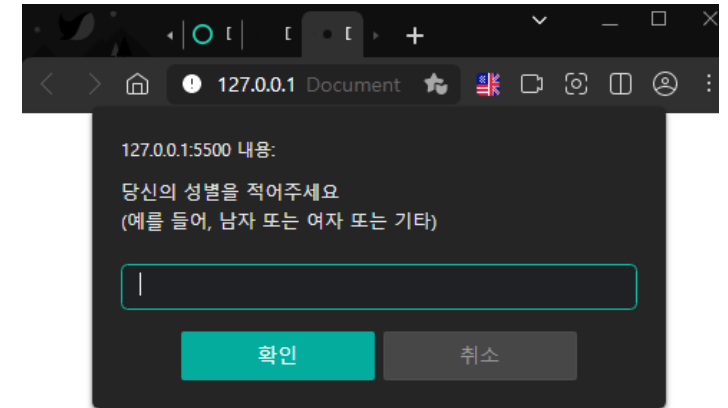 127.0.0.1 Document
127.0.0.1:5500 내용:
당신의 성별을 적어주세요
(예를 들어, 남자 또는 여자 또는 기타)
확인
취소